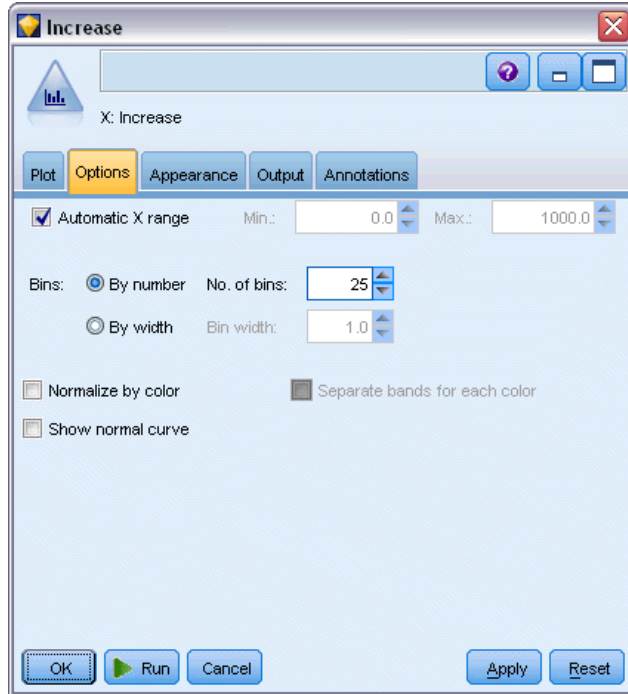 Increase
X: Increase
Plot Options Appearance Output Annotations
Automatic X range Min.: 0.0 Max.: 1000.0
Bins: By number No. of bins: 25
By width Bin width: 1.0
Normalize by color Separate bands for each color
Show normal curve
OK Run Cancel Apply Reset